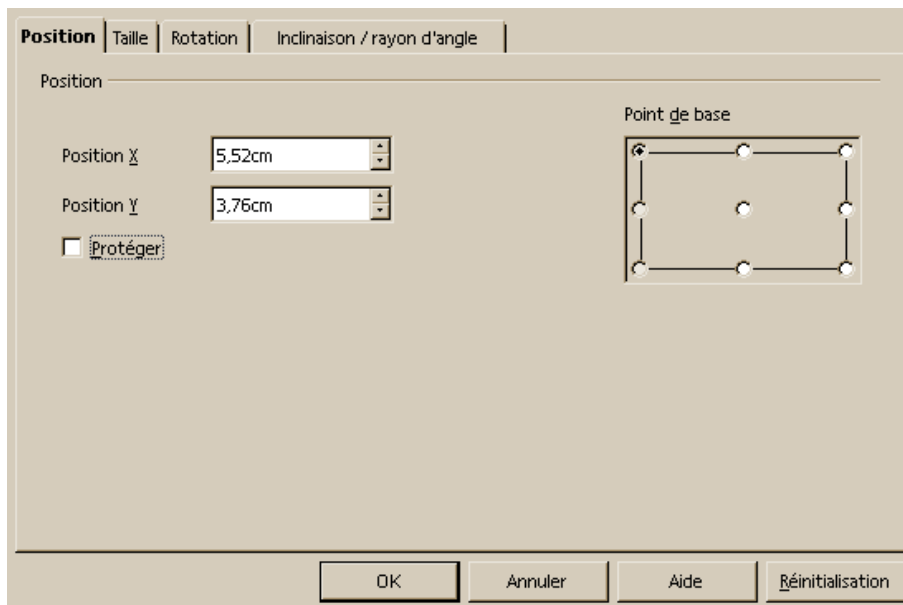 Position Taille Rotation Inclinaison / rayon d'angle
Position
Point de base
Position X 5,52cm
Position Y 3,76cm
Protéger
OK Annuler Aide Réinitialisation